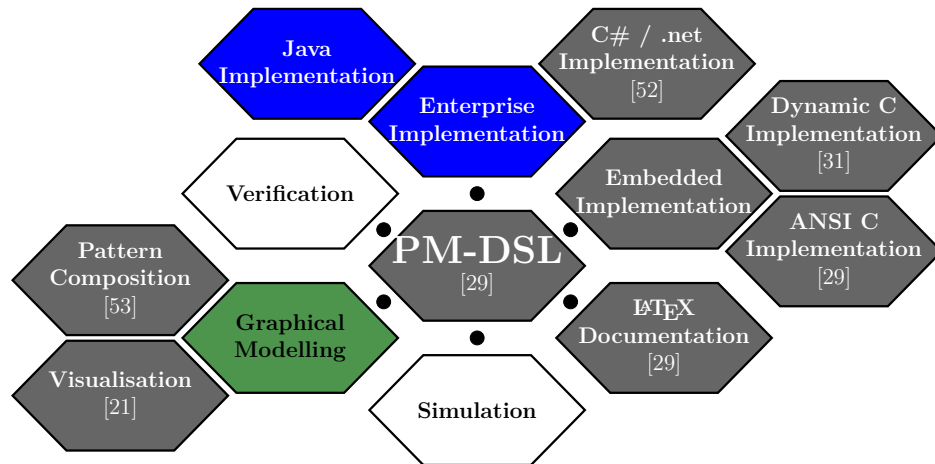 Java
Implementation
C# / .net
Implementation
[52]
Enterprise
Implementation
Dynamic C
Implementation
[31]
Verification
Embedded
Implementation
ANSI C
Implementation
[29]
PM-DSL
[29]
Pattern
Composition
[53]
Graphical
Modelling
LATEX
Documentation
[29]
Visualisation
[21]
Simulation